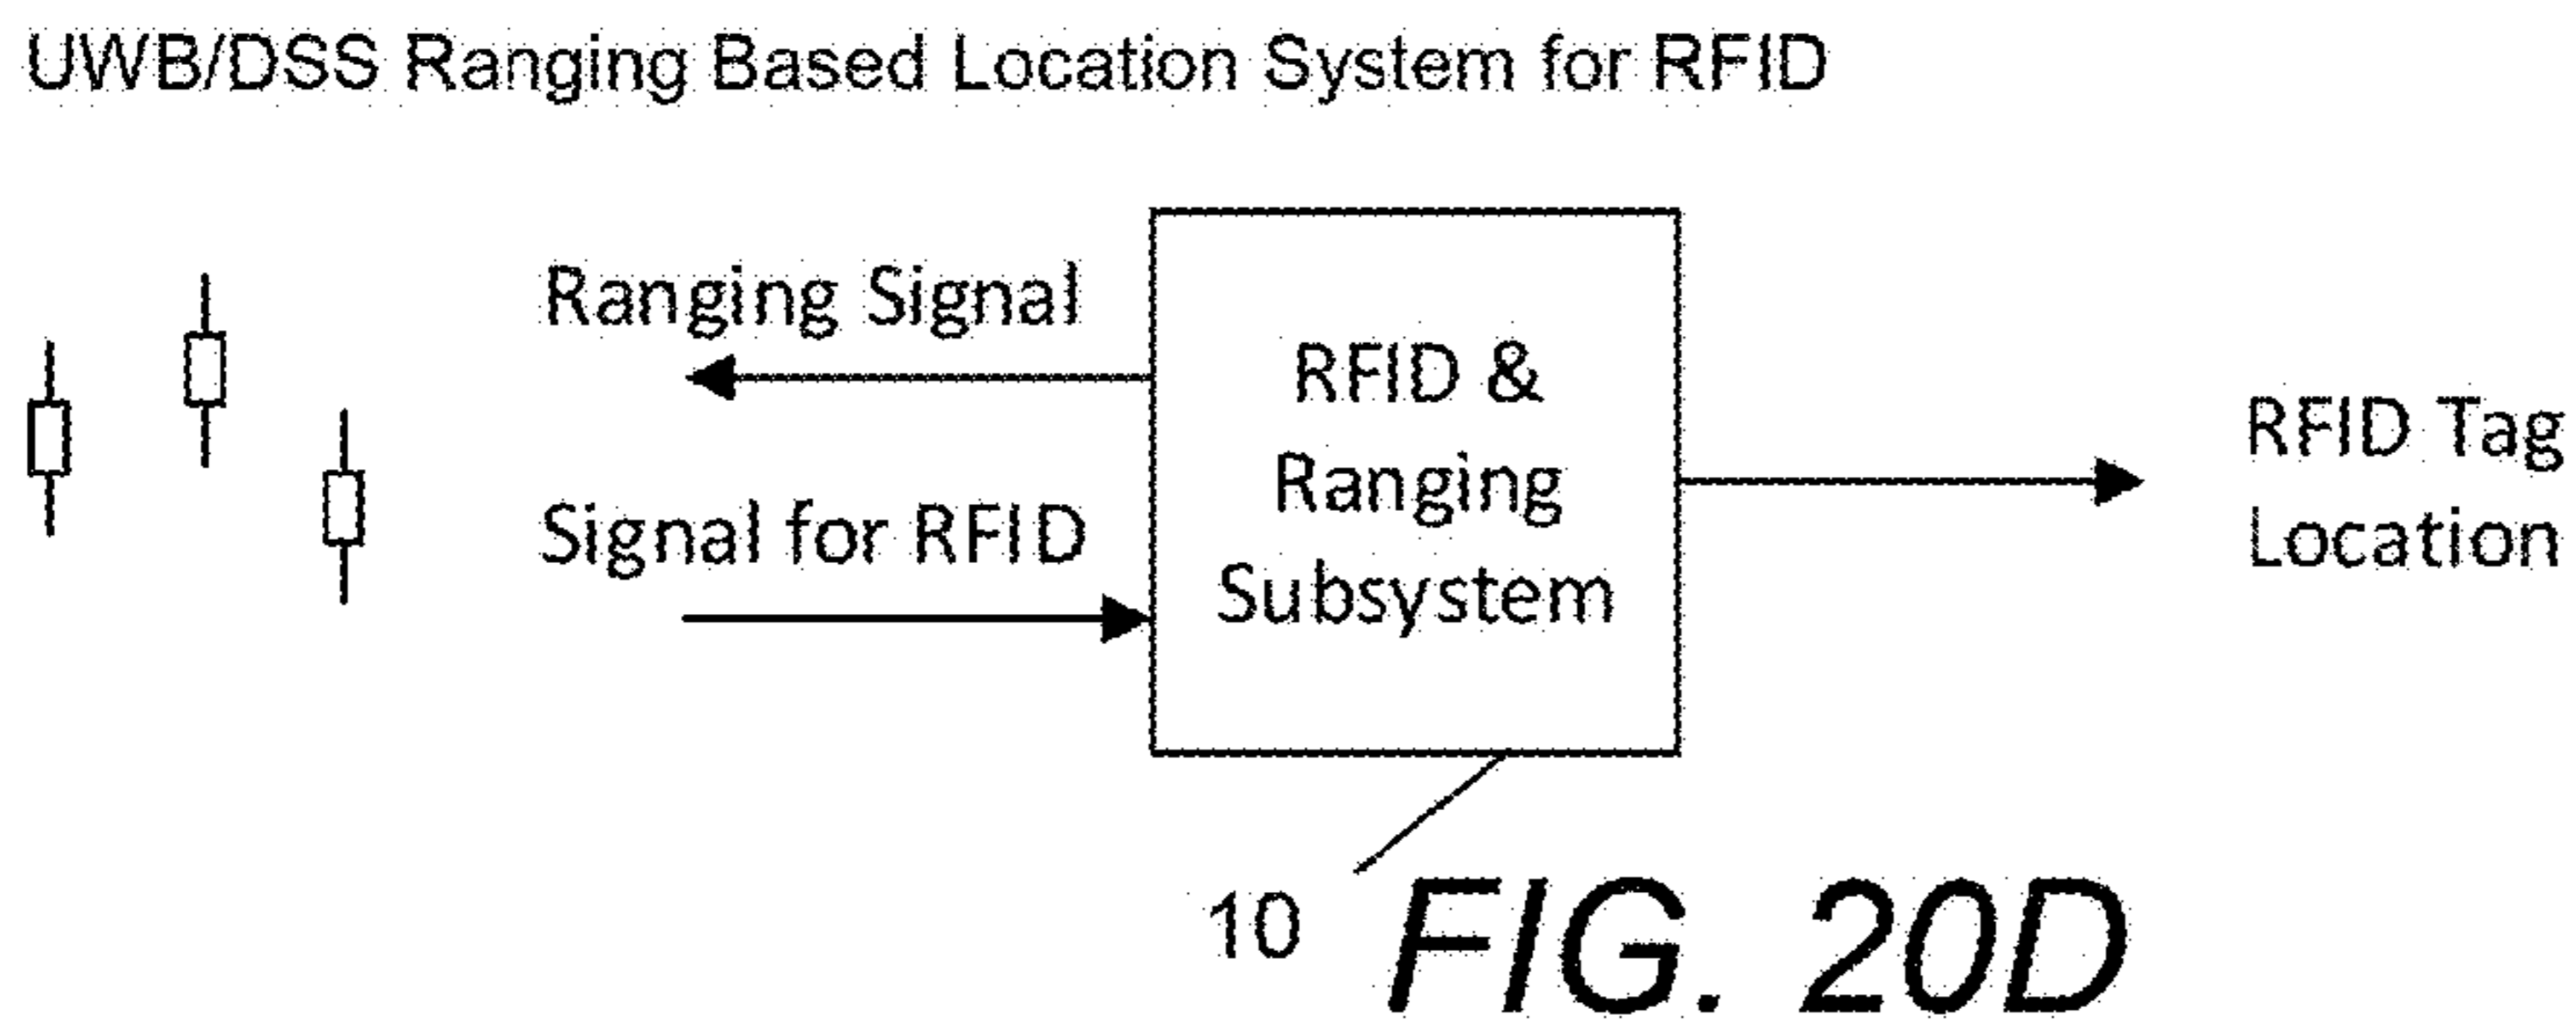 UWB/DSS Ranging Based Location System for RFID
Ranging Signal
Signal for RFID
RFID &
Ranging
Subsystem
RFID Tag
Location
10
FIG. 20D